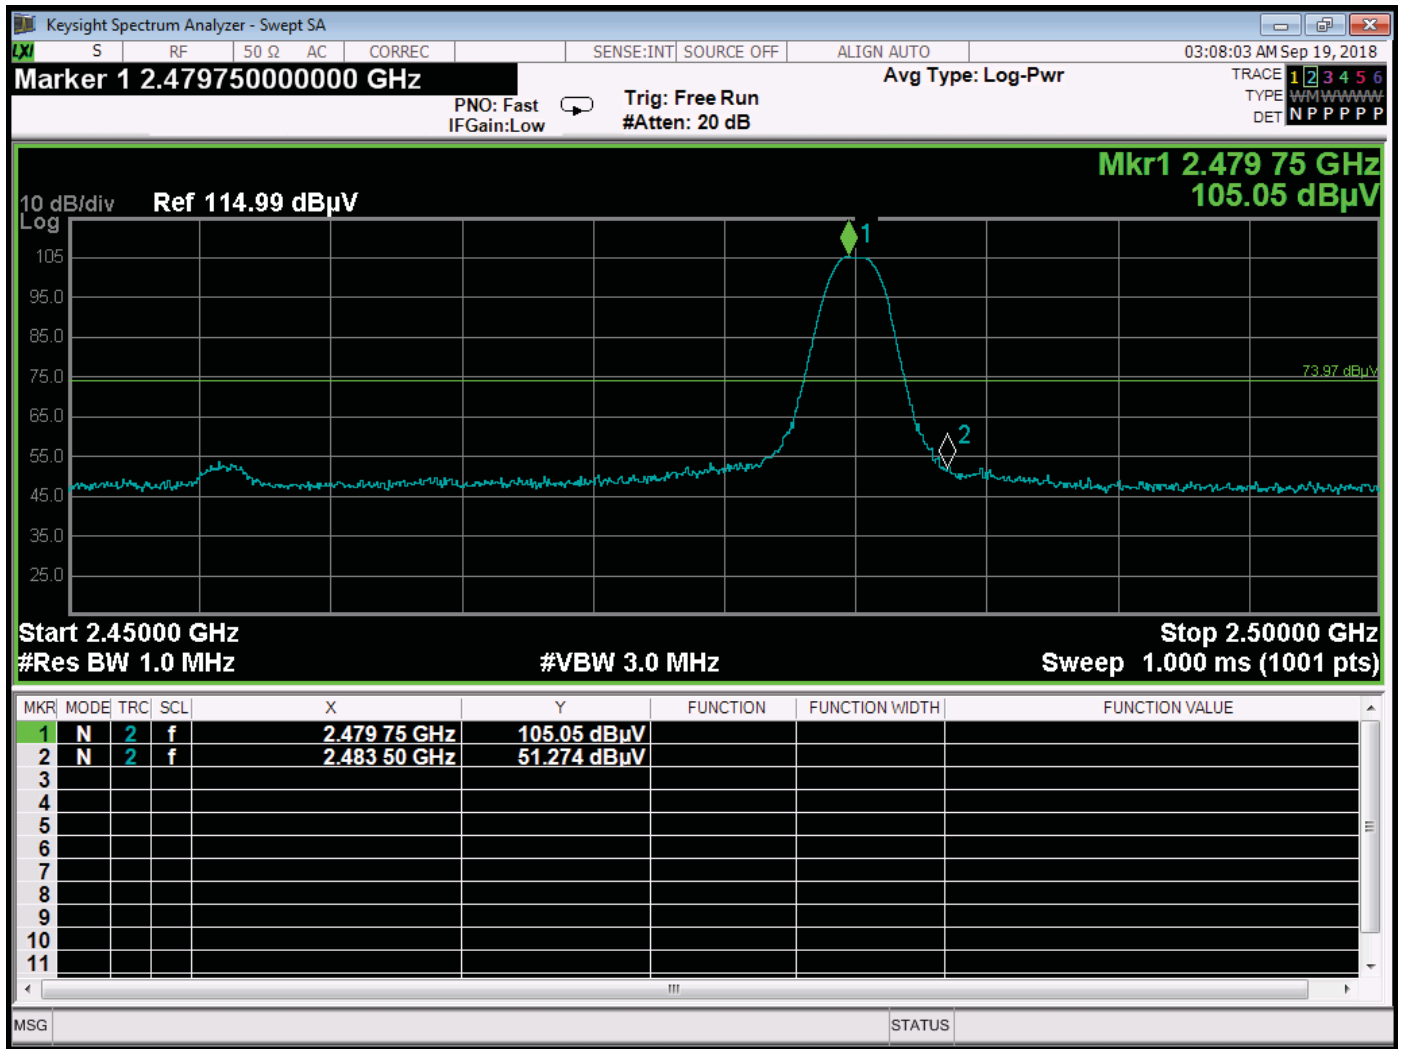 Keysight Spectrum Analyzer - Swept SA
LXI S RF 50 Ω AC CORREC SENSE:INT SOURCE OFF ALIGN AUTO 03:08:03 AM Sep 19, 2018
Marker 1 2.479750000000 GHz
PNO: Fast
IFGain:Low
Trig: Free Run
#Atten: 20 dB
Avg Type: Log-Pwr
TRACE 1 2 3 4 5 6
TYPE WMWWWW
DET N P P P P P
Mkr1 2.479 75 GHz
105.05 dBµV
10 dB/div Ref 114.99 dBµV
Log
1
105
95.0
85.0
75.0
73.97 dBµV
65.0
2
55.0
45.0
35.0
25.0
Start 2.45000 GHz Stop 2.50000 GHz
#Res BW 1.0 MHz #VBW 3.0 MHz Sweep 1.000 ms (1001 pts)
MKR MODE TRC SCL X Y FUNCTION FUNCTION WIDTH FUNCTION VALUE
1 N 2 f 2.479 75 GHz 105.05 dBµV
2 N 2 f 2.483 50 GHz 51.274 dBµV
3
4
5
6
7
8
9
10
11
MSG STATUS